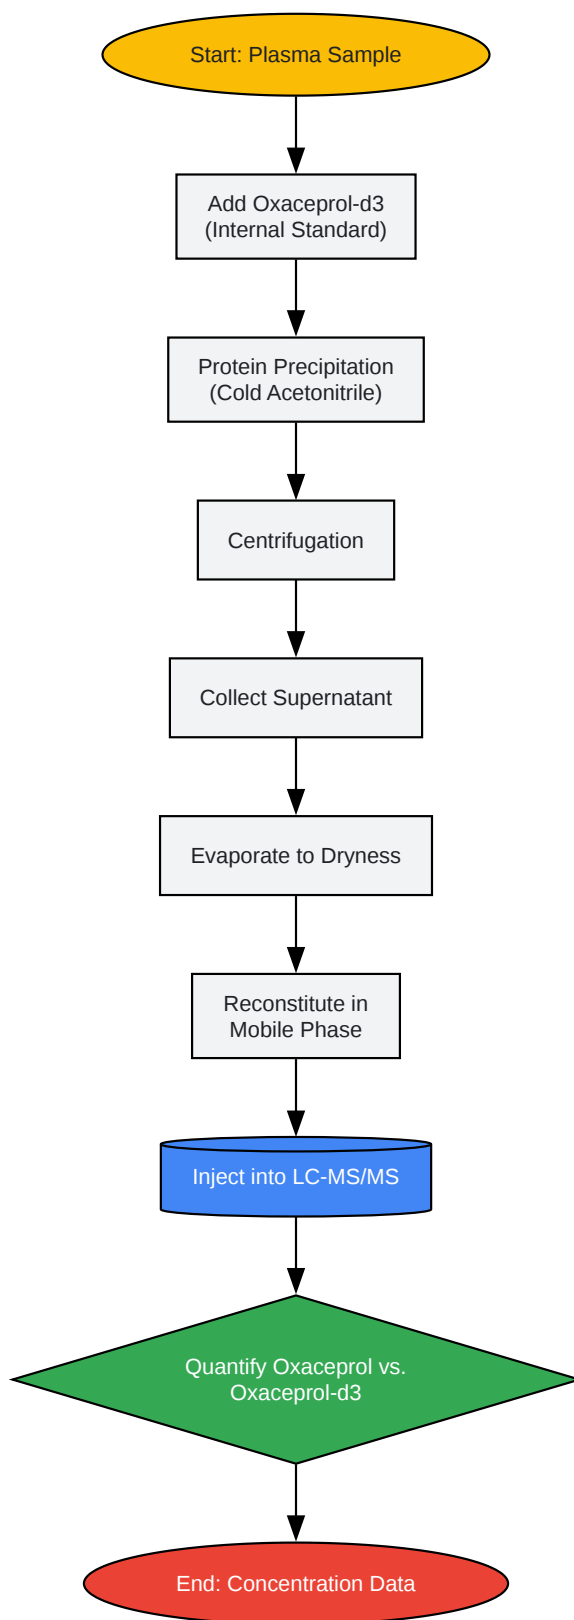 Start: Plasma Sample
Add Oxaceprol-d3
(Internal Standard)
Protein Precipitation
(Cold Acetonitrile)
Centrifugation
Collect Supernatant
Evaporate to Dryness
Reconstitute in
Mobile Phase
Inject into LC-MS/MS
Quantify Oxaceprol vs.
Oxaceprol-d3
End: Concentration Data